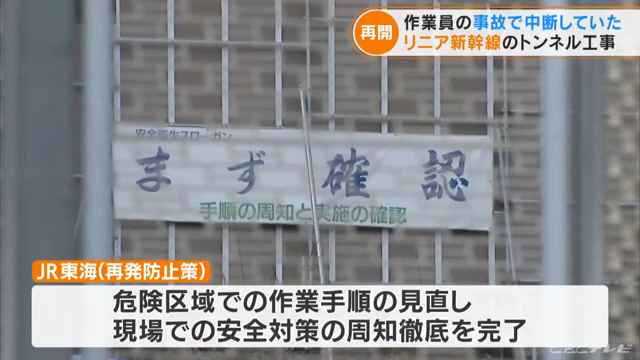 再開
作業員の事故で中断していた
リニア新幹線のトンネル工事
安全衛生スローガン
まず確認
手順の周知と実施の確認
JR東海(再発防止策)
危険区域での作業手順の見直し
現場での安全対策の周知徹底を完了